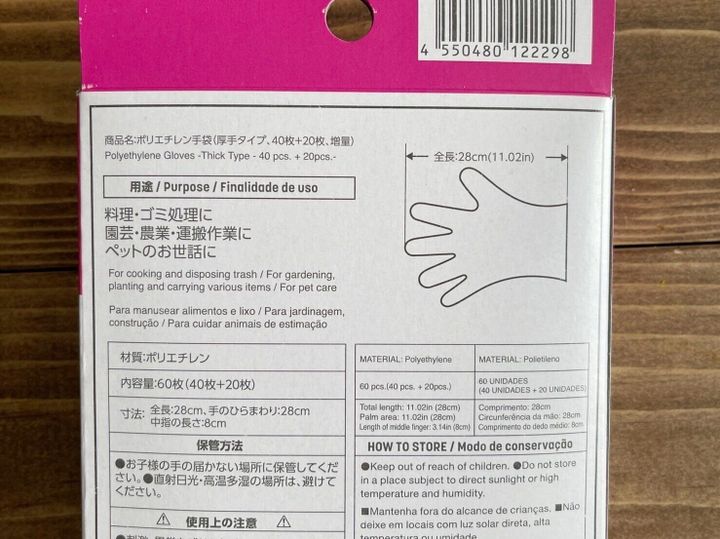 4 550480 122298
商品名:ポリエチレン手袋(厚手タイプ、40枚+20枚、増量)
Polyethylene Gloves -Thick Type - 40 pcs. + 20pcs.-
全長:28cm(11.02in)
用途 / Purpose / Finalidade de uso
料理・ゴミ処理に
園芸・農業・運搬作業に
ペットのお世話に
For cooking and disposing trash / For gardening,
planting and carrying various items / For pet care
Para manusear alimentos e lixo / Para jardinagem,
construção / Para cuidar animais de estimação
材質:ポリエチレン
内容量:60枚(40枚+20枚)
寸法: 全長:28cm、手のひらまわり:28cm
中指の長さ:8cm
保管方法
●お子様の手の届かない場所に保管してくだ
さい。●直射日光・高温多湿の場所は、避けて
ください。
⚠ 使用上の注意 ⚠
MATERIAL: Polyethylene
MATERIAL: Polietileno
60 pcs.(40 pcs. + 20pcs.)
60 UNIDADES
(40 UNIDADES + 20 UNIDADES)
Total length: 11.02in (28cm)
Palm area: 11.02in (28cm)
Length of middle finger: 3.14in (8cm)
Comprimento: 28cm
Circunferência da mão: 28cm
Comprimento do dedo médio: 8cm
HOW TO STORE / Modo de conservação
●Keep out of reach of children. ●Do not store
in a place subject to direct sunlight or high
temperature and humidity.
■Mantenha fora do alcance de crianças. ■Não
deixe em locais com luz solar direta, alta
temperatura ou umidade.